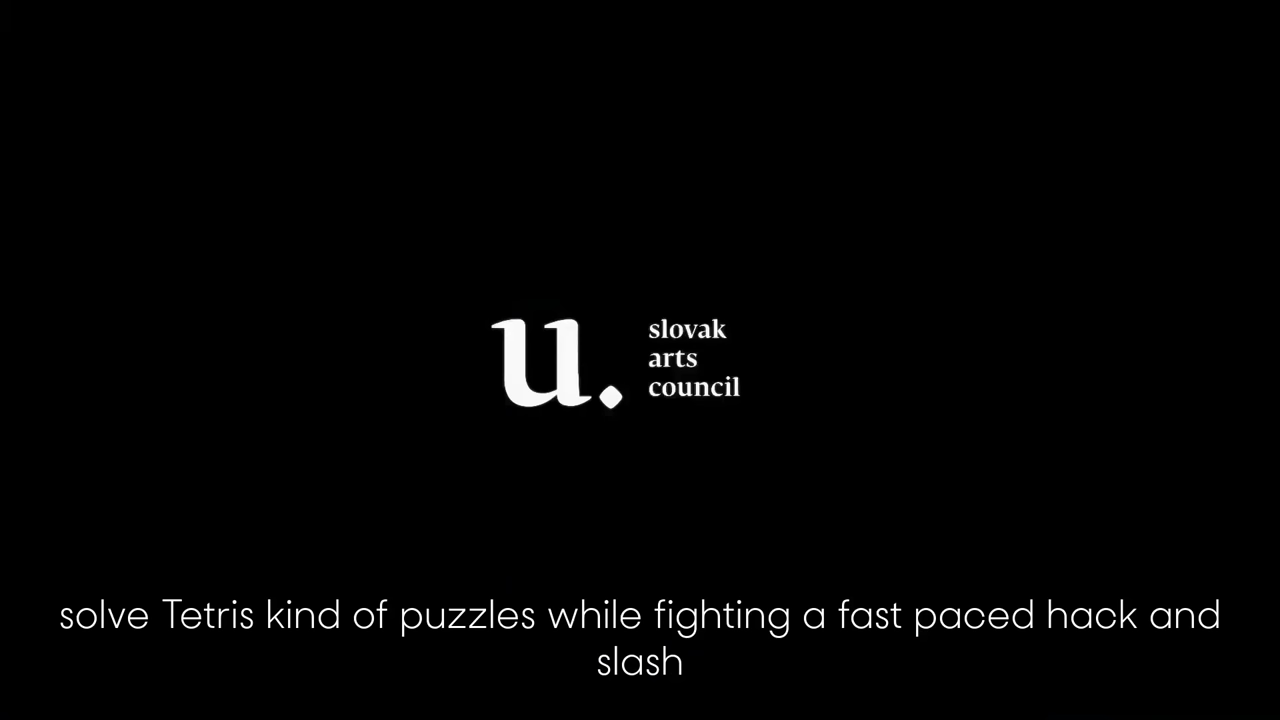 u.
slovak
arts
council
solve Tetris kind of puzzles while fighting a fast paced hack and
slash